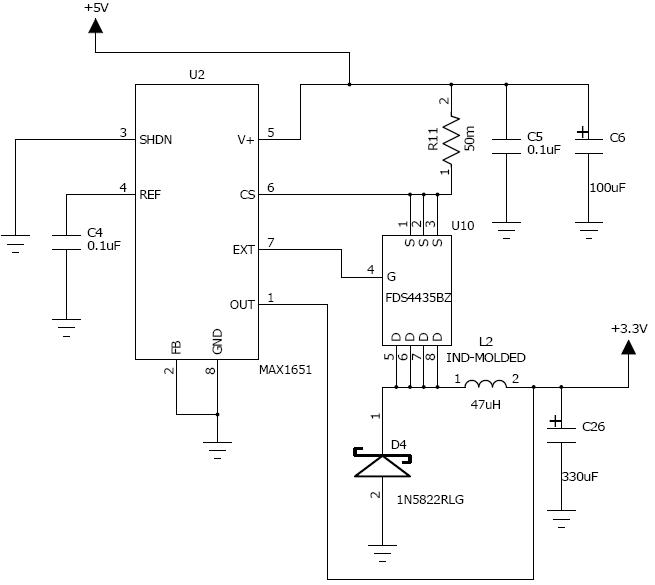 +5V
U2
3
SHDN
V+
5
4
REF
CS
6
EXT
7
OUT
1
FB
GND
2
8
MAX1651
C4
0.1uF
2
R11
50m
1
C5
0.1uF
C6
100uF
1
2
3
S
S
S
U10
4
G
FDS4435BZ
D
D
D
D
5
6
7
8
L2
IND-MOLDED
1
2
47uH
+3.3V
C26
330uF
1
D4
2
1N5822RLG